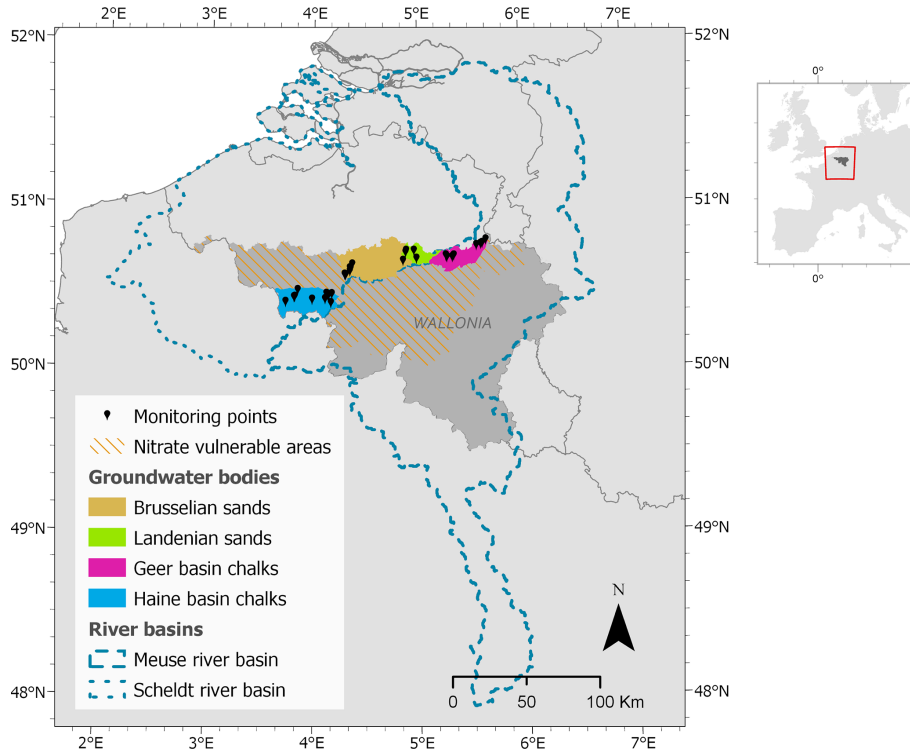 2°E 3°E 4°E 5°E 6°E 7°E
52°N 52°N
0°
51°N 51°N
0°
WALLONIA
50°N 50°N
Monitoring points
Nitrate vulnerable areas
Groundwater bodies
Brusselian sands
49°N 49°N
Landenian sands
Geer basin chalks
Haine basin chalks
N
River basins
Meuse river basin
Scheldt river basin
48°N 48°N
0 50 100 Km
2°E 3°E 4°E 5°E 6°E 7°E